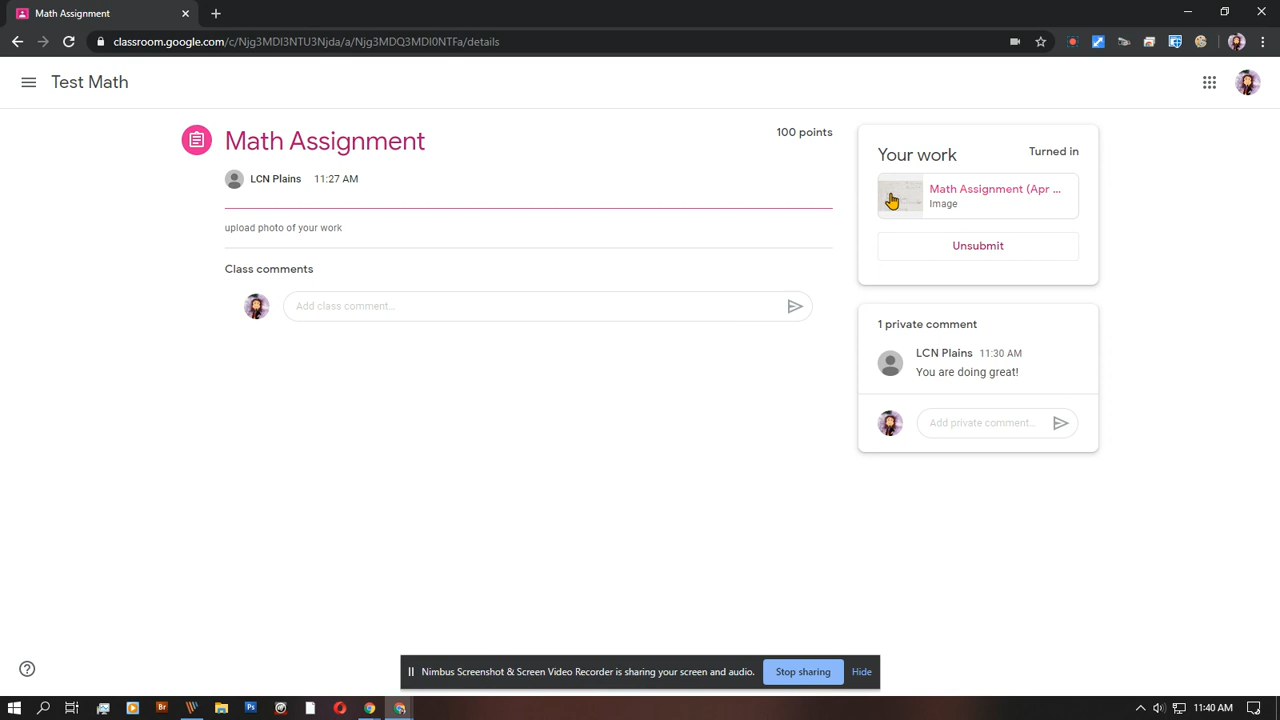 Math Assignment
classroom.google.com/c/Njg3MDI3NTU3Njda/a/Njg3MDQ3MDI0NTFa/details
Test Math
Math Assignment
100 points
LCN Plains 11:27 AM
upload photo of your work
Class comments
Add class comment...
Your work
Turned in
Math Assignment (Apr ...
Image
Unsubmit
1 private comment
LCN Plains 11:30 AM
You are doing great!
Add private comment...
Nimbus Screenshot & Screen Video Recorder is sharing your screen and audio.
Stop sharing
Hide
Br
Ps
11:40 AM